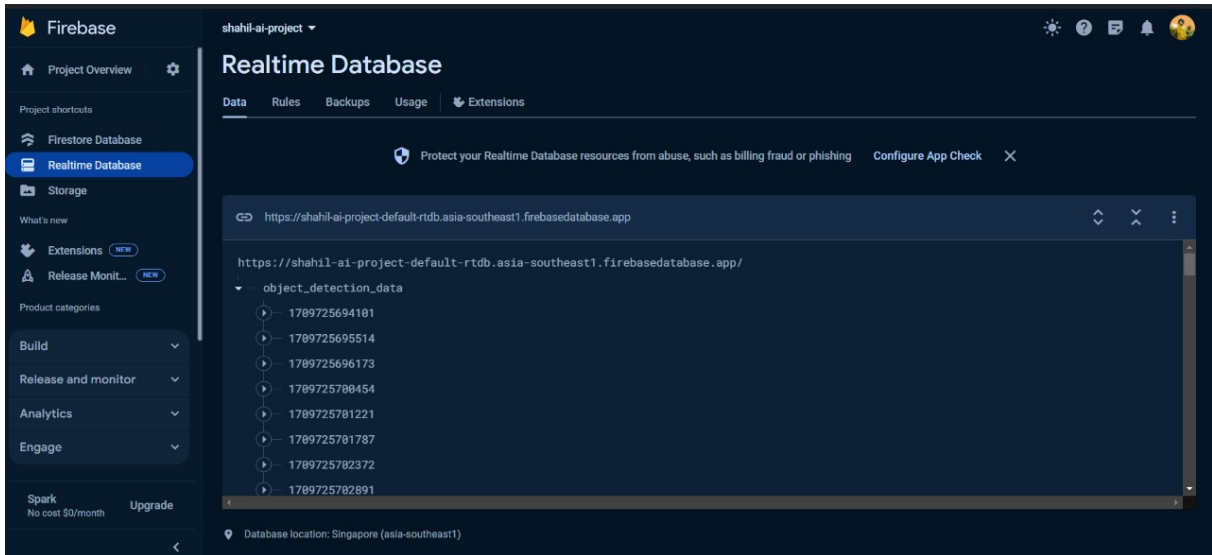 Firebase
Project Overview
Project shortcuts
Firestore Database
Realtime Database
Storage
What's new
Extensions NEW
Release Monit... NEW
Product categories
Build
Release and monitor
Analytics
Engage
Spark
No cost $0/month
Upgrade
shahil-ai-project
Realtime Database
Data Rules Backups Usage Extensions
Protect your Realtime Database resources from abuse, such as billing fraud or phishing Configure App Check
https://shahil-ai-project-default-rtdb.asia-southeast1.firebasedatabase.app
https://shahil-ai-project-default-rtdb.asia-southeast1.firebasedatabase.app/
object_detection_data
1709725694101
1709725695514
1709725696173
1709725700454
1709725701221
1709725701787
1709725702372
1709725702891
Database location: Singapore (asia-southeast1)